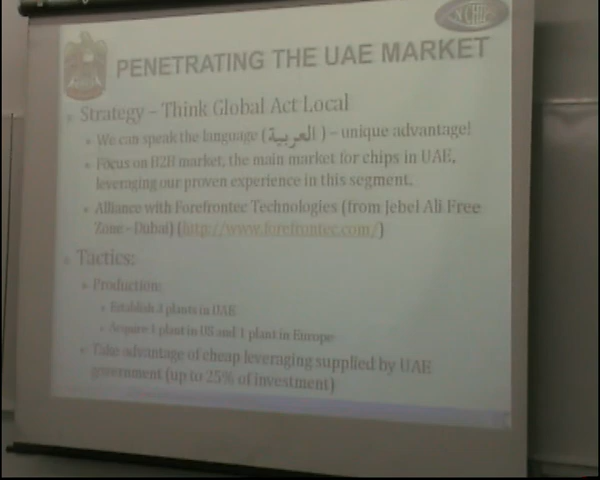 XCHIP
PENETRATING THE UAE MARKET
Strategy – Think Global Act Local
We can speak the language (العربية) – unique advantage!
Focus on B2B market, the main market for chips in UAE,
leveraging our proven experience in this segment.
Alliance with Forefrontec Technologies (from Jebel Ali Free
Zone - Dubai) (http://www.forefrontec.com/)
Tactics:
Production:
Establish 3 plants in UAE
Acquire 1 plant in US and 1 plant in Europe
Take advantage of cheap leveraging supplied by UAE
government (up to 25% of investment)